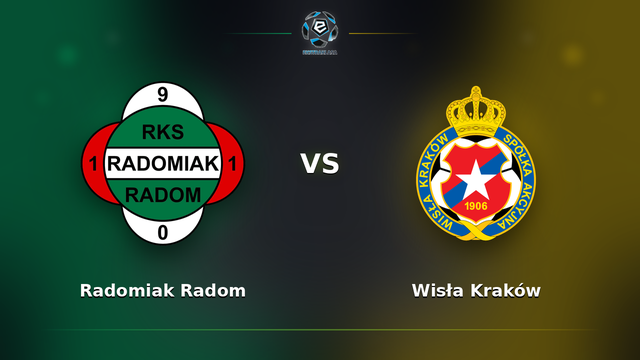 9
RKS
1 RADOMIAK 1
RADOM
0
VS
WISŁA KRAKÓW SPÓŁKA AKCYJNA
1906
Radomiak Radom
Wisła Kraków